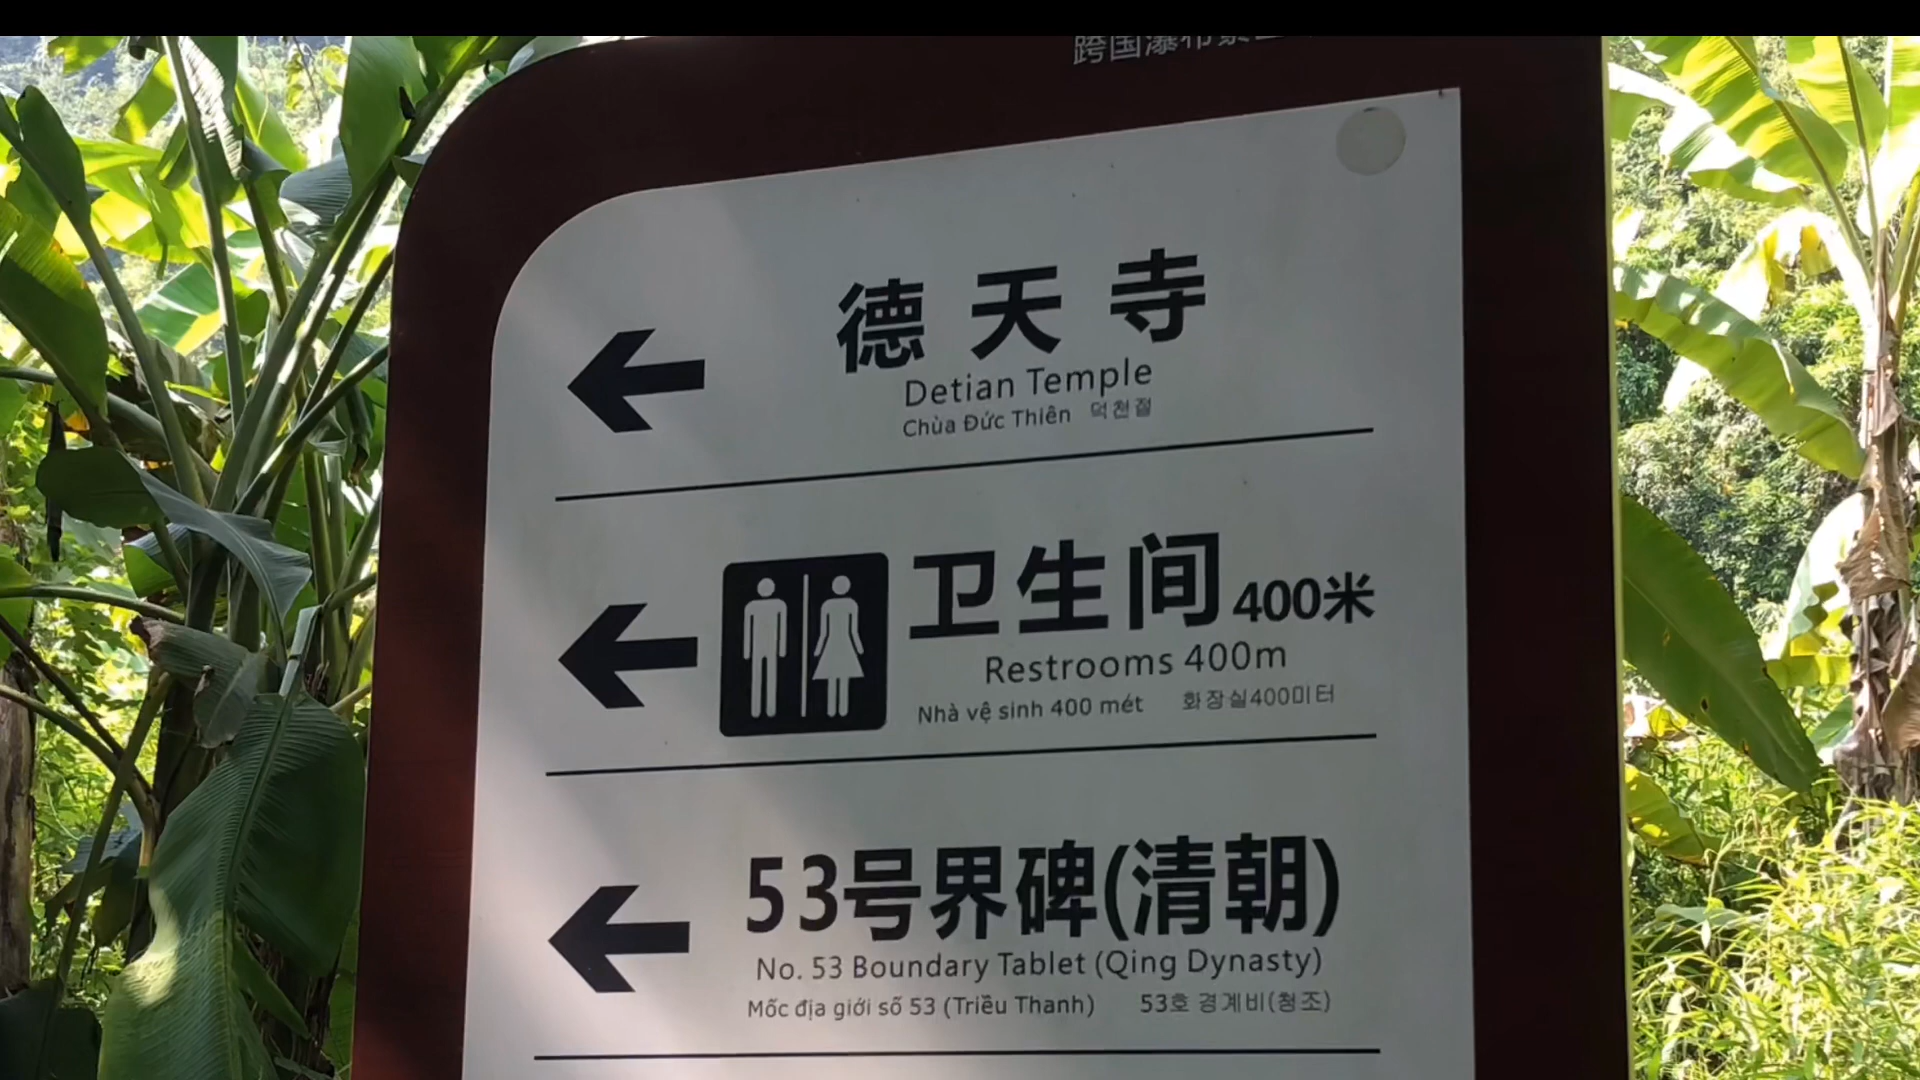 跨国瀑布景
德天寺
Detian Temple
Chùa Đức Thiên 덕천절
卫生间400米
Restrooms 400m
Nhà vệ sinh 400 mét 화장실400미터
53号界碑(清朝)
No. 53 Boundary Tablet (Qing Dynasty)
Mốc địa giới số 53 (Triều Thanh) 53호 경계비(청조)